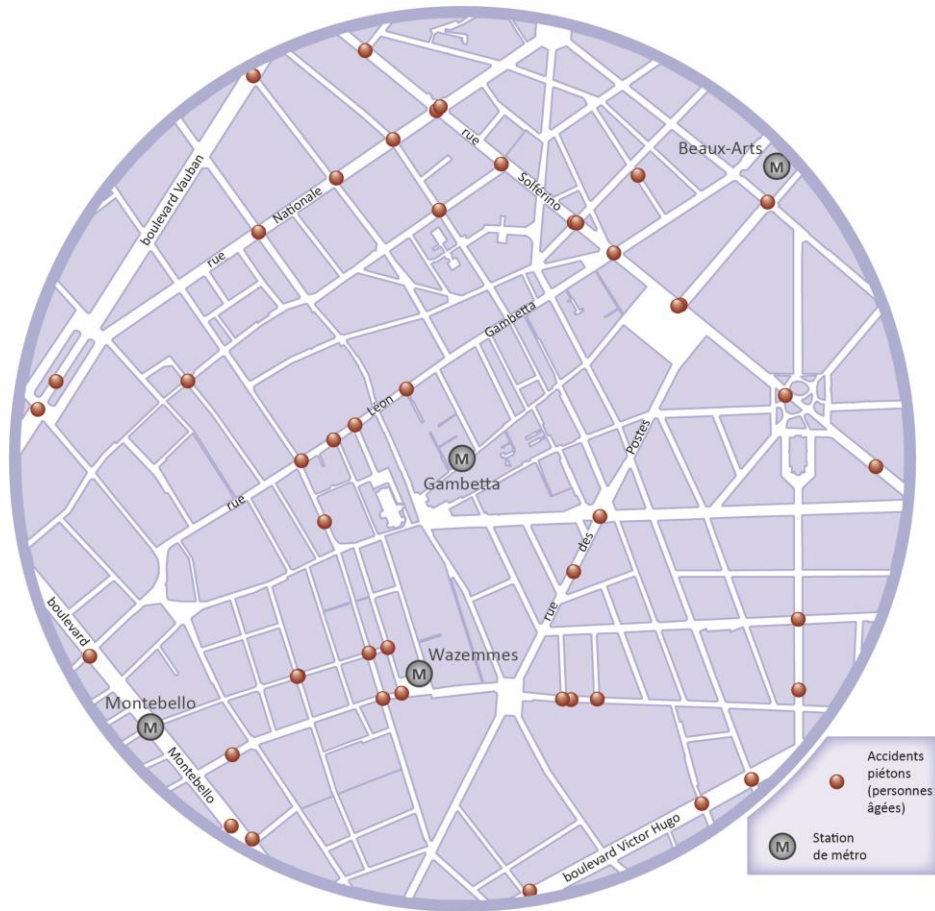 Beaux-Arts
M
rue
Solférino
boulevard Vauban
rue
Nationale
Gambetta
Léon
rue
M
Gambetta
Postes
des
rue
boulevard
Montebello
M
Montebello
Wazemmes
M
boulevard Victor Hugo
Accidents
piétons
(personnes
âgées)
M
Station
de métro